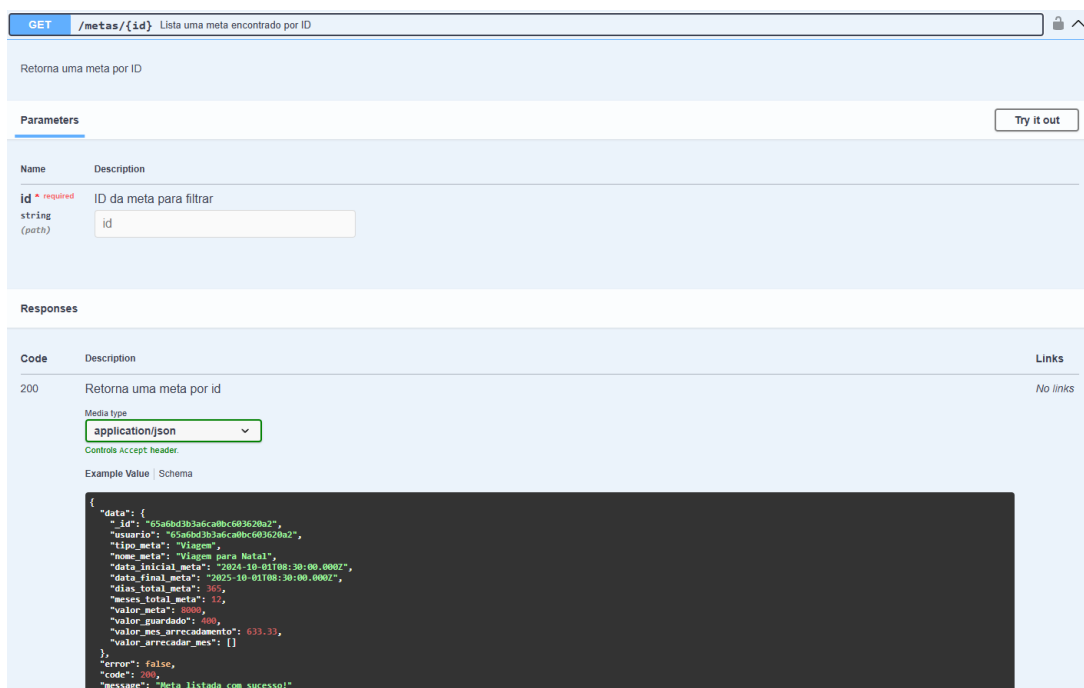 GET /metas/{id} Lista uma meta encontrado por ID
Retorna uma meta por ID
Parameters
Try it out
Name Description
id * required ID da meta para filtrar
string
(path)
id
Responses
Code Description Links
200 Retorna uma meta por id No links
Media type
application/json
Controls Accept header.
Example Value Schema
{
"data": {
"_id": "65a6bd3b3a6ca0bc603620a2",
"usuario": "65a6bd3b3a6ca0bc603620a2",
"tipo_meta": "Viagem",
"nome_meta": "Viagem para Natal",
"data_inicial_meta": "2024-10-01T08:30:00.000Z",
"data_final_meta": "2025-10-01T08:30:00.000Z",
"dias_total_meta": 365,
"meses_total_meta": 12,
"valor_meta": 8000,
"valor_guardado": 400,
"valor_mes_arrecadamento": 633.33,
"valor_arrecadar_mes": []
},
"error": false,
"code": 200,
"message": "Meta listada com sucesso!"